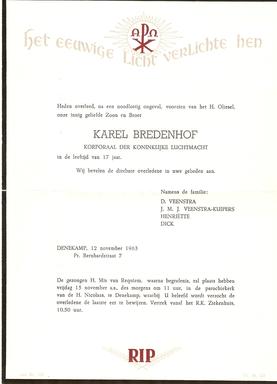 het eeuwige Licht verlichte hen
Heden overleed, na een noodlottig ongeval, voorzien van het H. Oliesel,
onze innig geliefde Zoon en Broer
KAREL BREDENHOF
KORPORAAL DER KONINKLIJKE LUCHTMACHT
in de leeftijd van 17 jaar.
Wij bevelen de dierbare overledene in uwe gebeden aan.
Namens de familie:
D. VEENSTRA
J. M. J. VEENSTRA-KUIPERS
HENRIËTTE
DICK
DENEKAMP, 12 november 1963
Pr. Bernhardstraat 7
De gezongen H. Mis van Requiem, waarna begrafenis, zal plaats hebben
vrijdag 15 november a.s., des morgens om 11 uur, in de parochiekerk
van de H. Nicolaas, te Denekamp, waarbij U beleefd wordt verzocht de
overledene de laatste eer te bewijzen. Vertrek vanaf het R.K. Ziekenhuis,
10.50 uur.
RIP